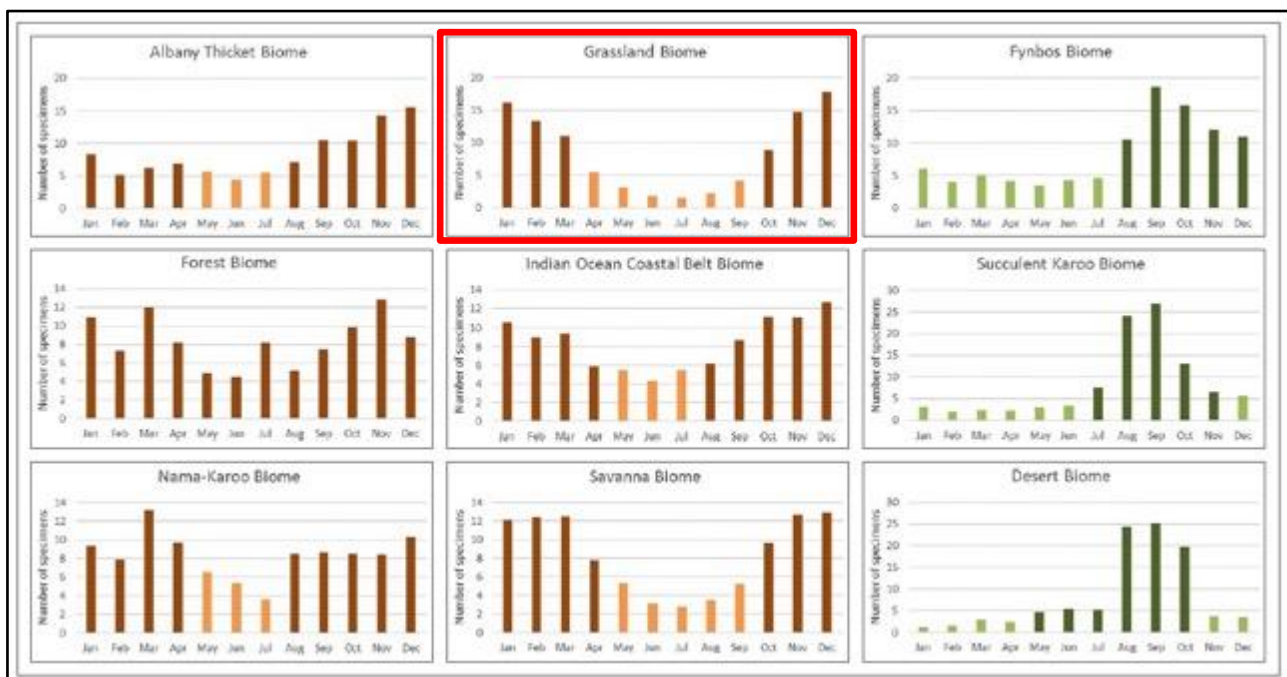 Albany Thicket Biome
Number of specimens
20
15
10
5
0
Jan Feb Mar Apr May Jun Jul Aug Sep Oct Nov Dec
Grassland Biome
Number of specimens
20
15
10
5
0
Jan Feb Mar Apr May Jun Jul Aug Sep Oct Nov Dec
Fynbos Biome
Number of specimens
20
15
10
5
0
Jan Feb Mar Apr May Jun Jul Aug Sep Oct Nov Dec
Forest Biome
Number of specimens
14
12
10
8
6
4
2
0
Jan Feb Mar Apr May Jun Jul Aug Sep Oct Nov Dec
Indian Ocean Coastal Belt Biome
Number of specimens
14
12
10
8
6
4
2
0
Jan Feb Mar Apr May Jun Jul Aug Sep Oct Nov Dec
Succulent Karoo Biome
Number of specimens
30
25
20
15
10
5
0
Jan Feb Mar Apr May Jun Jul Aug Sep Oct Nov Dec
Nama-Karoo Biome
Number of specimens
14
12
10
8
6
4
2
0
Jan Feb Mar Apr May Jun Jul Aug Sep Oct Nov Dec
Savanna Biome
Number of specimens
14
12
10
8
6
4
2
0
Jan Feb Mar Apr May Jun Jul Aug Sep Oct Nov Dec
Desert Biome
Number of specimens
30
25
20
15
10
5
0
Jan Feb Mar Apr May Jun Jul Aug Sep Oct Nov Dec